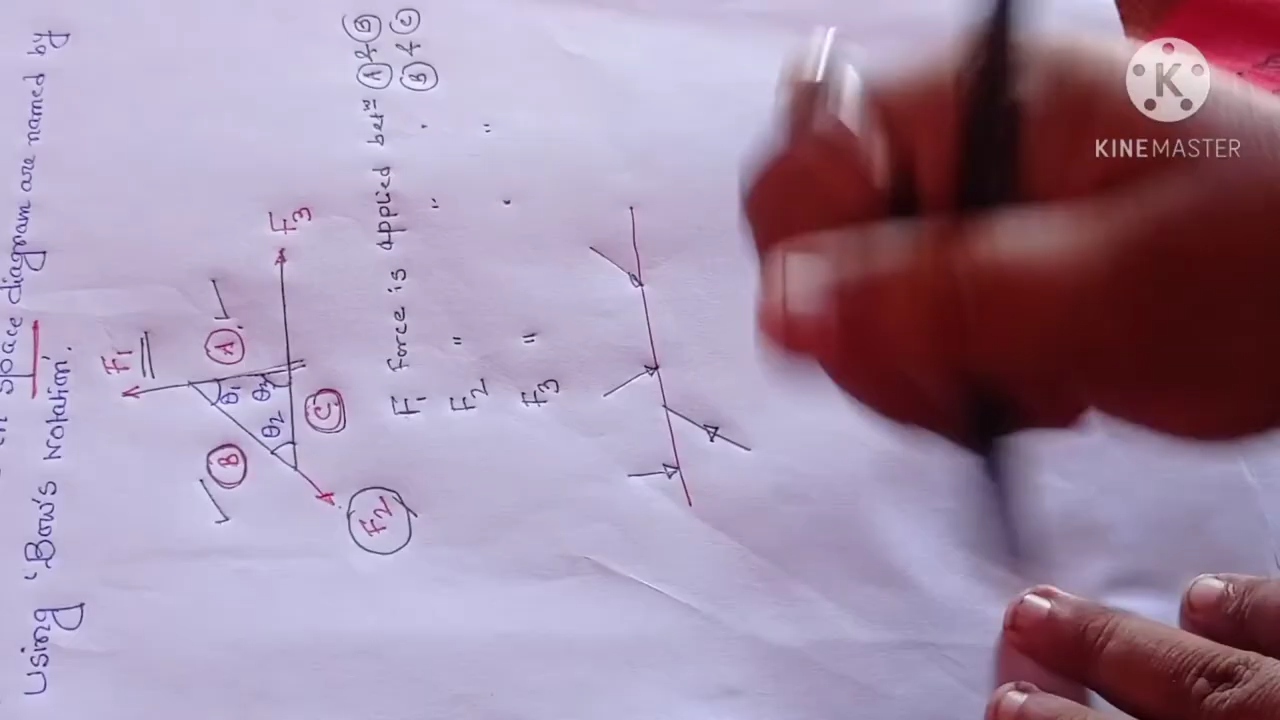 space diagram are named by
Using 'Bow's Notation'.
F1
A
B
C
θ1
θ2
F2
F3
F1 Force is applied betn A & B
F2 " " " B & C
F3 " " "
KINEMASTER